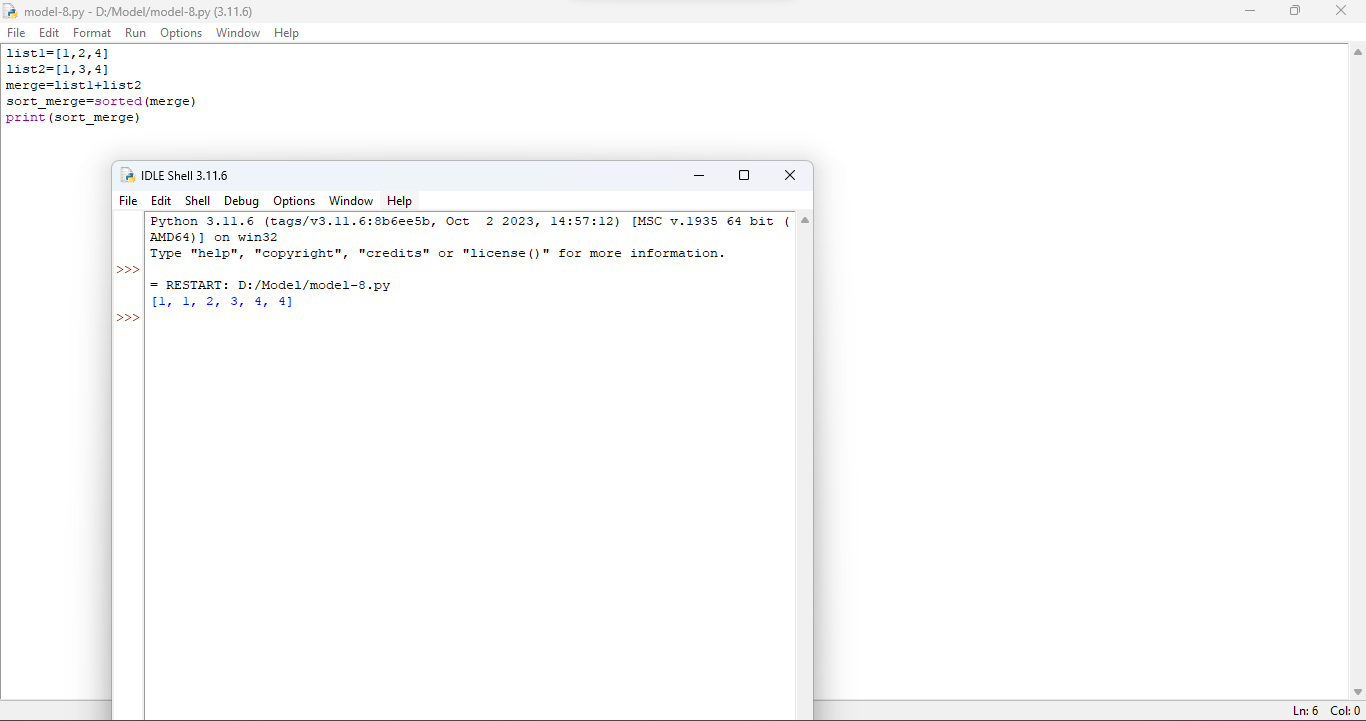 model-8.py - D:/Model/model-8.py (3.11.6)
File Edit Format Run Options Window Help
list1=[1,2,4]
list2=[1,3,4]
merge=list1+list2
sort_merge=sorted(merge)
print(sort_merge)
IDLE Shell 3.11.6
File Edit Shell Debug Options Window Help
Python 3.11.6 (tags/v3.11.6:8b6ee5b, Oct  2 2023, 14:57:12) [MSC v.1935 64 bit (
AMD64)] on win32
Type "help", "copyright", "credits" or "license()" for more information.
>>>
= RESTART: D:/Model/model-8.py
[1, 1, 2, 3, 4, 4]
>>>
Ln: 6 Col: 0